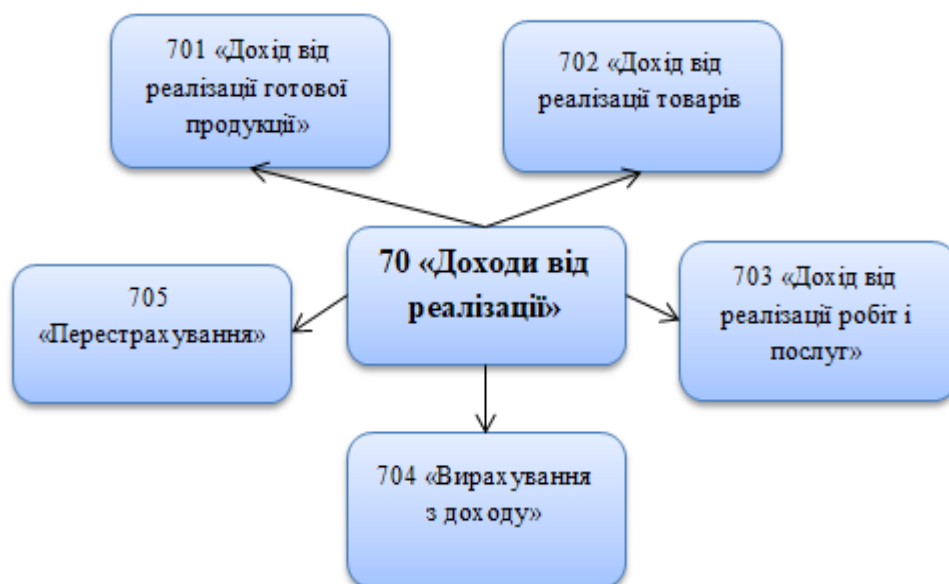 701 «Дохід від
реалізації готової
продукції»
702 «Дохід від
реалізації товарів
70 «Доходи від
реалізації»
705
«Перестрахування»
703 «Дохід від
реалізації робіт і
послуг»
704 «Вирахування
з доходу»